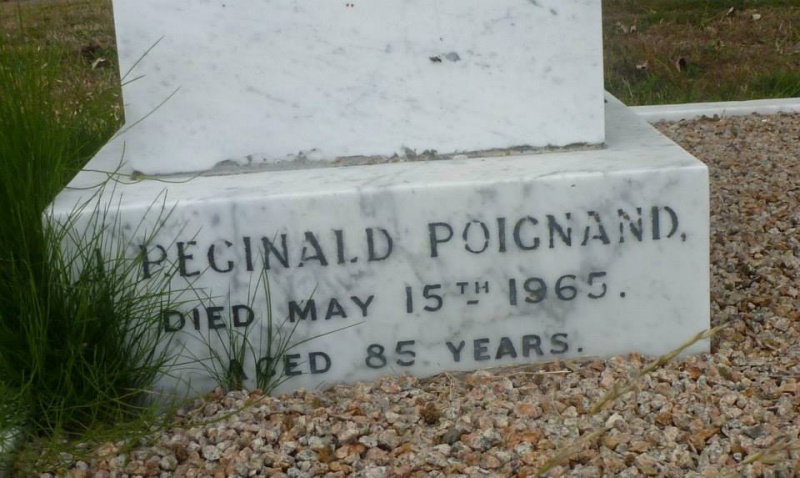 J. REGINALD POIGNAND,
DIED MAY 15TH 1965.
AGED 85 YEARS.